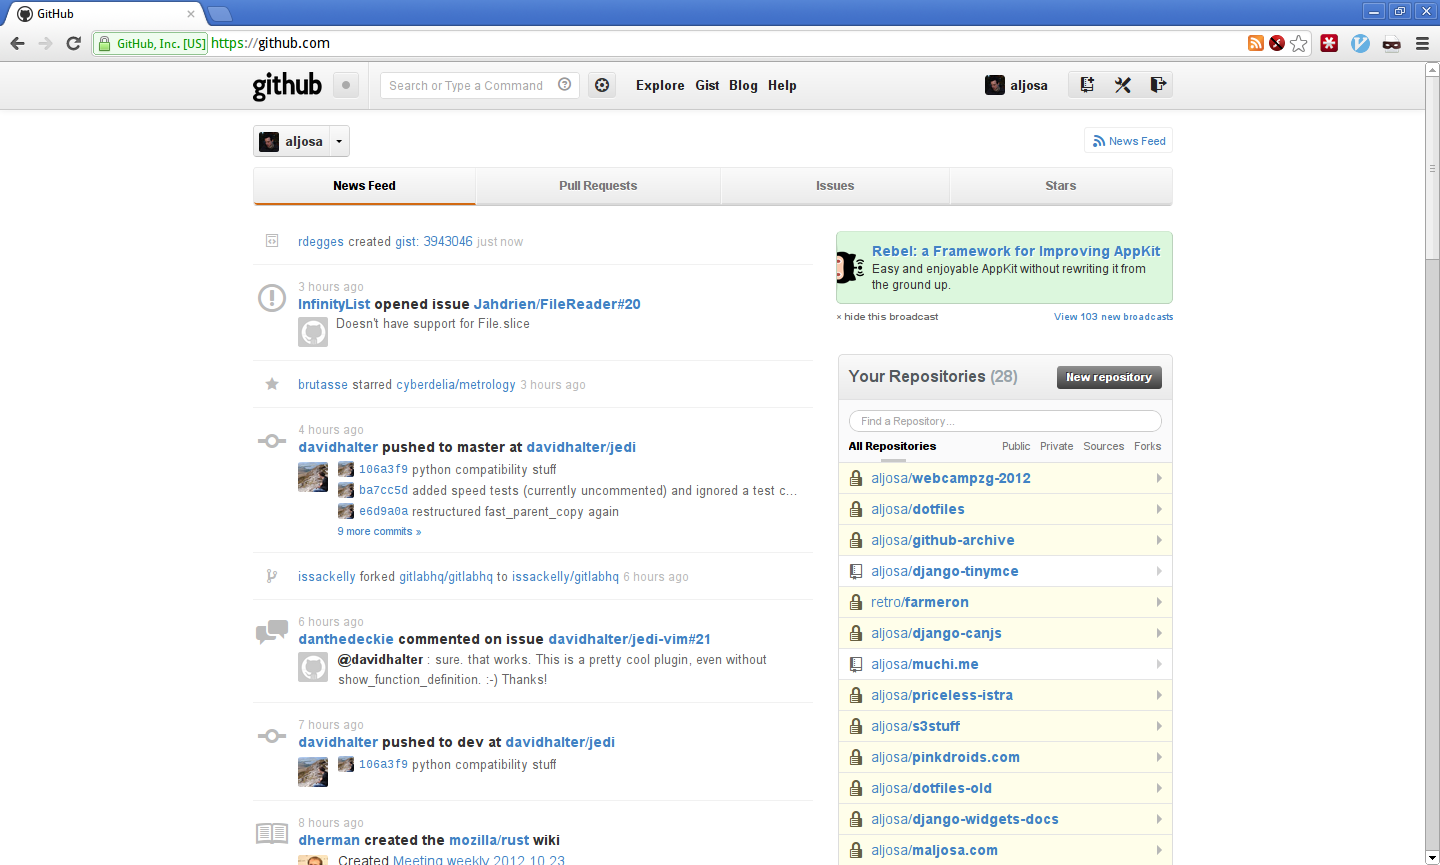 GitHub
GitHub, Inc. [US] https://github.com
github
Search or Type a Command
Explore Gist Blog Help
aljosa
aljosa
News Feed
News Feed
Pull Requests
Issues
Stars
rdegges created gist: 3943046 just now
3 hours ago
InfinityList opened issue Jahdrien/FileReader#20
Doesn't have support for File.slice
brutasse starred cyberdelia/metrology 3 hours ago
4 hours ago
davidhalter pushed to master at davidhalter/jedi
106a3f9 python compatibility stuff
ba7cc5d added speed tests (currently uncommented) and ignored a test c...
e6d9a0a restructured fast_parent_copy again
9 more commits »
issackelly forked gitlabhq/gitlabhq to issackelly/gitlabhq 6 hours ago
6 hours ago
danthedeckie commented on issue davidhalter/jedi-vim#21
@davidhalter : sure. that works. This is a pretty cool plugin, even without
show_function_definition. :-) Thanks!
7 hours ago
davidhalter pushed to dev at davidhalter/jedi
106a3f9 python compatibility stuff
8 hours ago
dherman created the mozilla/rust wiki
Created Meeting weekly 2012 10 23
Rebel: a Framework for Improving AppKit
Easy and enjoyable AppKit without rewriting it from
the ground up.
× hide this broadcast
View 103 new broadcasts
Your Repositories (28)
New repository
Find a Repository...
All Repositories
Public Private Sources Forks
aljosa/webcampzg-2012
aljosa/dotfiles
aljosa/github-archive
aljosa/django-tinymce
retro/farmeron
aljosa/django-canjs
aljosa/muchi.me
aljosa/priceless-istra
aljosa/s3stuff
aljosa/pinkdroids.com
aljosa/dotfiles-old
aljosa/django-widgets-docs
aljosa/maljosa.com